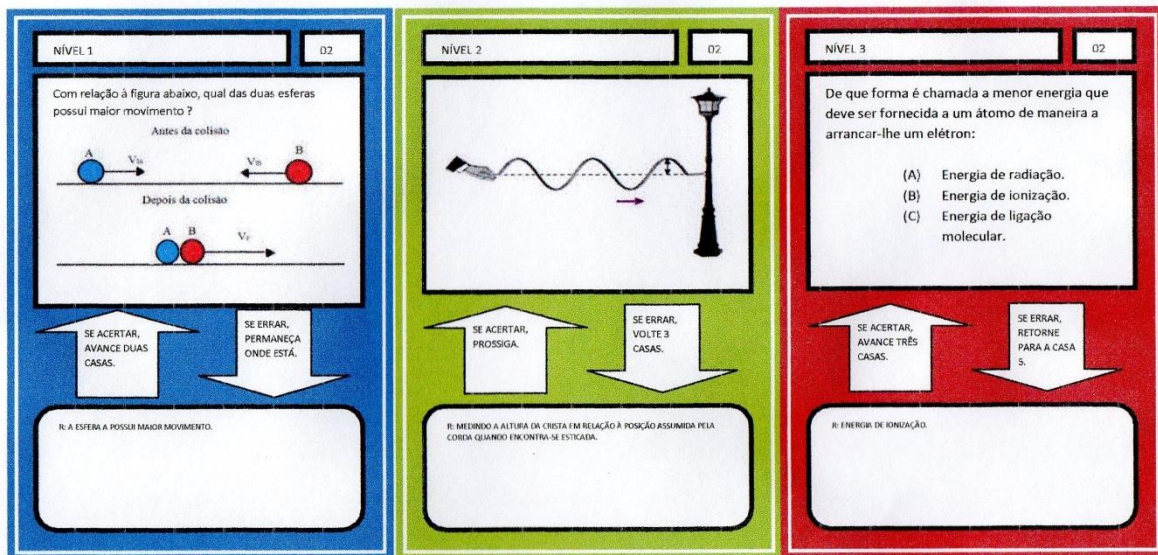 NÍVEL 1
02
Com relação à figura abaixo, qual das duas esferas
possui maior movimento ?
Antes da colisão
A
B
Depois da colisão
A B
SE ACERTAR,
AVANCE DUAS
CASAS.
SE ERRAR,
PERMANEÇA
ONDE ESTÁ.
R: A ESFERA A POSSUI MAIOR MOVIMENTO.
NÍVEL 2
02
SE ACERTAR,
PROSSIGA.
SE ERRAR,
VOLTE 3
CASAS.
R: MEDINDO A ALTURA DA CRISTA EM RELAÇÃO À POSIÇÃO ASSUMIDA PELA
CORDA QUANDO ENCONTRA-SE ESTICADA.
NÍVEL 3
02
De que forma é chamada a menor energia que
deve ser fornecida a um átomo de maneira a
arrancar-lhe um elétron:
(A) Energia de radiação.
(B) Energia de ionização.
(C) Energia de ligação
molecular.
SE ACERTAR,
AVANCE TRÊS
CASAS.
SE ERRAR,
RETORNE
PARA A CASA
5.
R: ENERGIA DE IONIZAÇÃO.